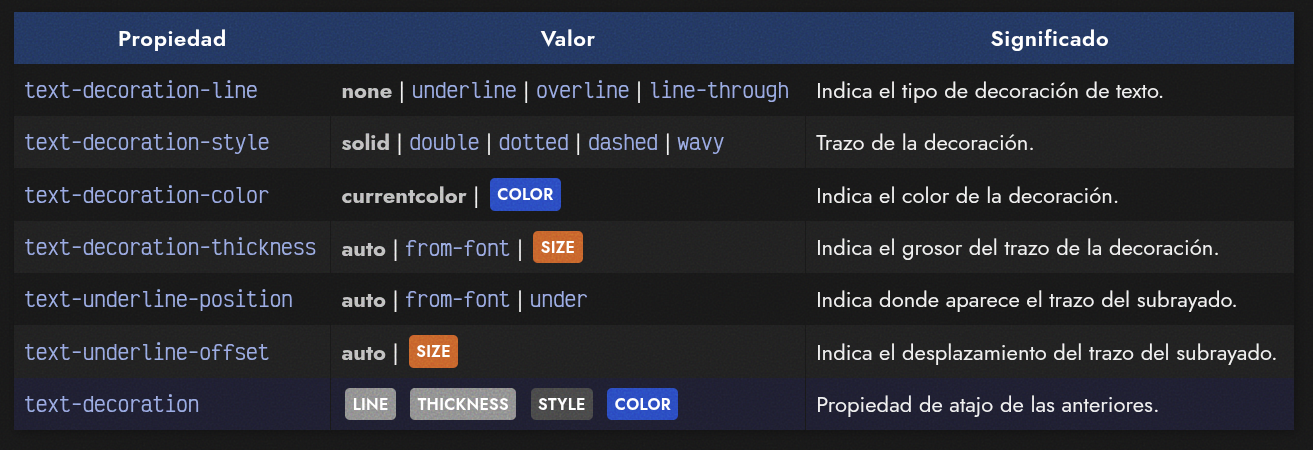 Propiedad Valor Significado
text-decoration-line none | underline | overline | line-through Indica el tipo de decoración de texto.
text-decoration-style solid | double | dotted | dashed | wavy Trazo de la decoración.
text-decoration-color currentcolor | COLOR Indica el color de la decoración.
text-decoration-thickness auto | from-font | SIZE Indica el grosor del trazo de la decoración.
text-underline-position auto | from-font | under Indica donde aparece el trazo del subrayado.
text-underline-offset auto | SIZE Indica el desplazamiento del trazo del subrayado.
text-decoration LINE THICKNESS STYLE COLOR Propiedad de atajo de las anteriores.